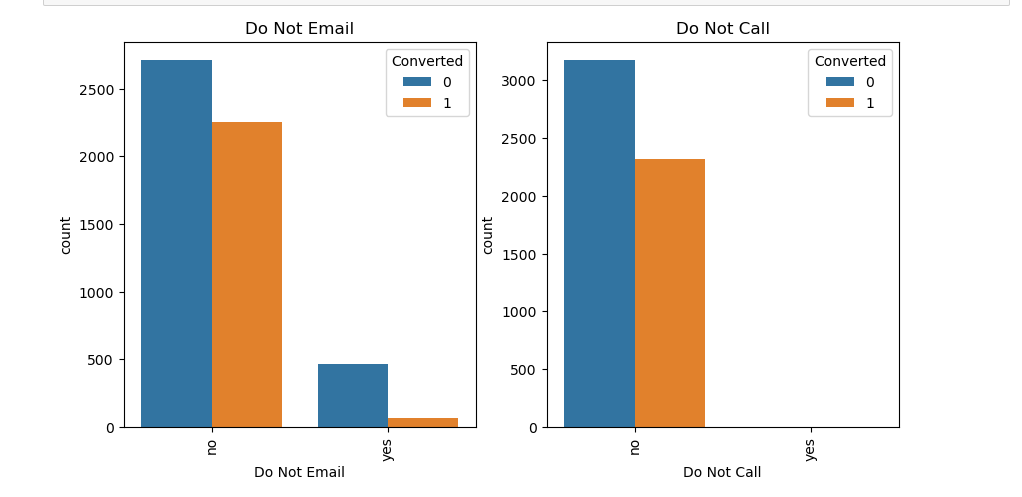 Do Not Email
Converted
0
1
2500
2000
1500
1000
500
0
count
no
yes
Do Not Email
Do Not Call
Converted
0
1
3000
2500
2000
1500
1000
500
0
count
no
yes
Do Not Call